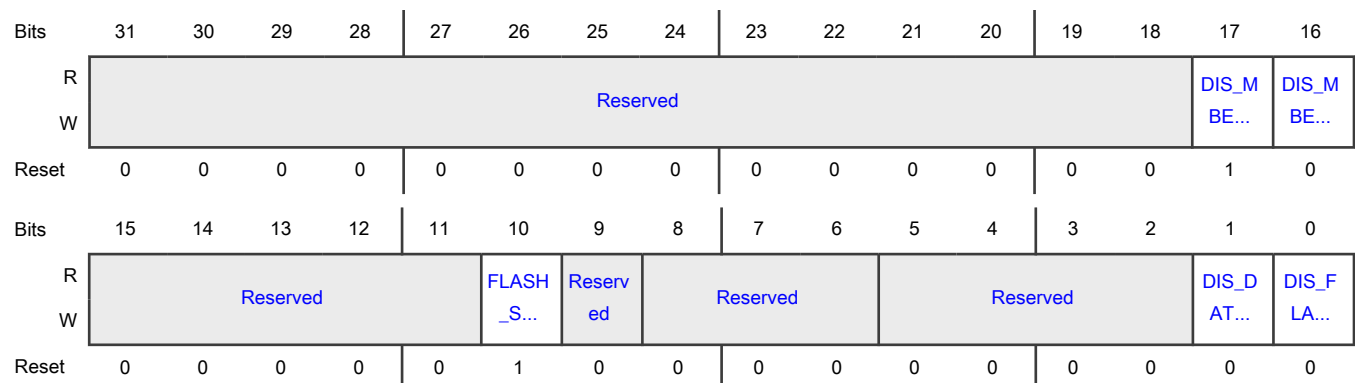 Bits 31 30 29 28 27 26 25 24 23 22 21 20 19 18 17 16
R
W
Reserved
DIS_M
BE...
DIS_M
BE...
Reset 0 0 0 0 0 0 0 0 0 0 0 0 0 0 1 0
Bits 15 14 13 12 11 10 9 8 7 6 5 4 3 2 1 0
R
W
Reserved
FLASH
_S...
Reserv
ed
Reserved
Reserved
DIS_D
AT...
DIS_F
LA...
Reset 0 0 0 0 0 1 0 0 0 0 0 0 0 0 0 0